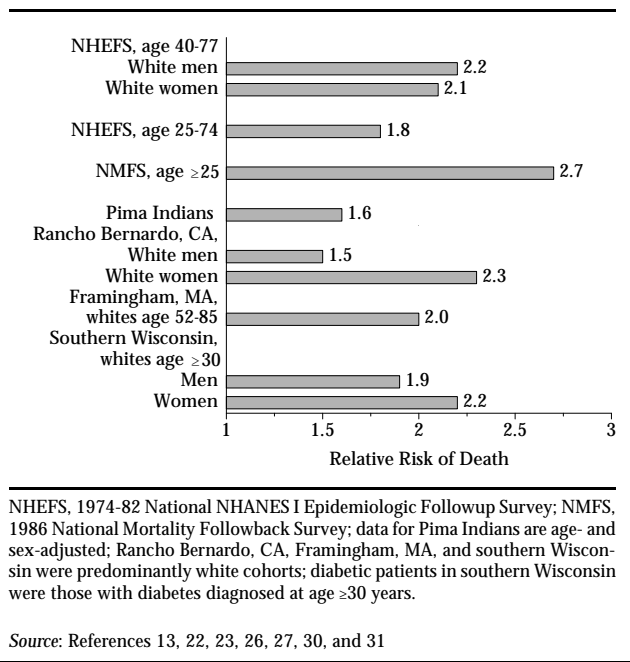 NHEFS, age 40-77
White men 2.2
White women 2.1
NHEFS, age 25-74 1.8
NMFS, age ≥25 2.7
Pima Indians 1.6
Rancho Bernardo, CA,
White men 1.5
White women 2.3
Framingham, MA,
whites age 52-85 2.0
Southern Wisconsin,
whites age ≥30
Men 1.9
Women 2.2
1 1.5 2 2.5 3
Relative Risk of Death
NHEFS, 1974-82 National NHANES I Epidemiologic Followup Survey; NMFS,
1986 National Mortality Followback Survey; data for Pima Indians are age- and
sex-adjusted; Rancho Bernardo, CA, Framingham, MA, and southern Wiscon-
sin were predominantly white cohorts; diabetic patients in southern Wisconsin
were those with diabetes diagnosed at age ≥30 years.
Source: References 13, 22, 23, 26, 27, 30, and 31